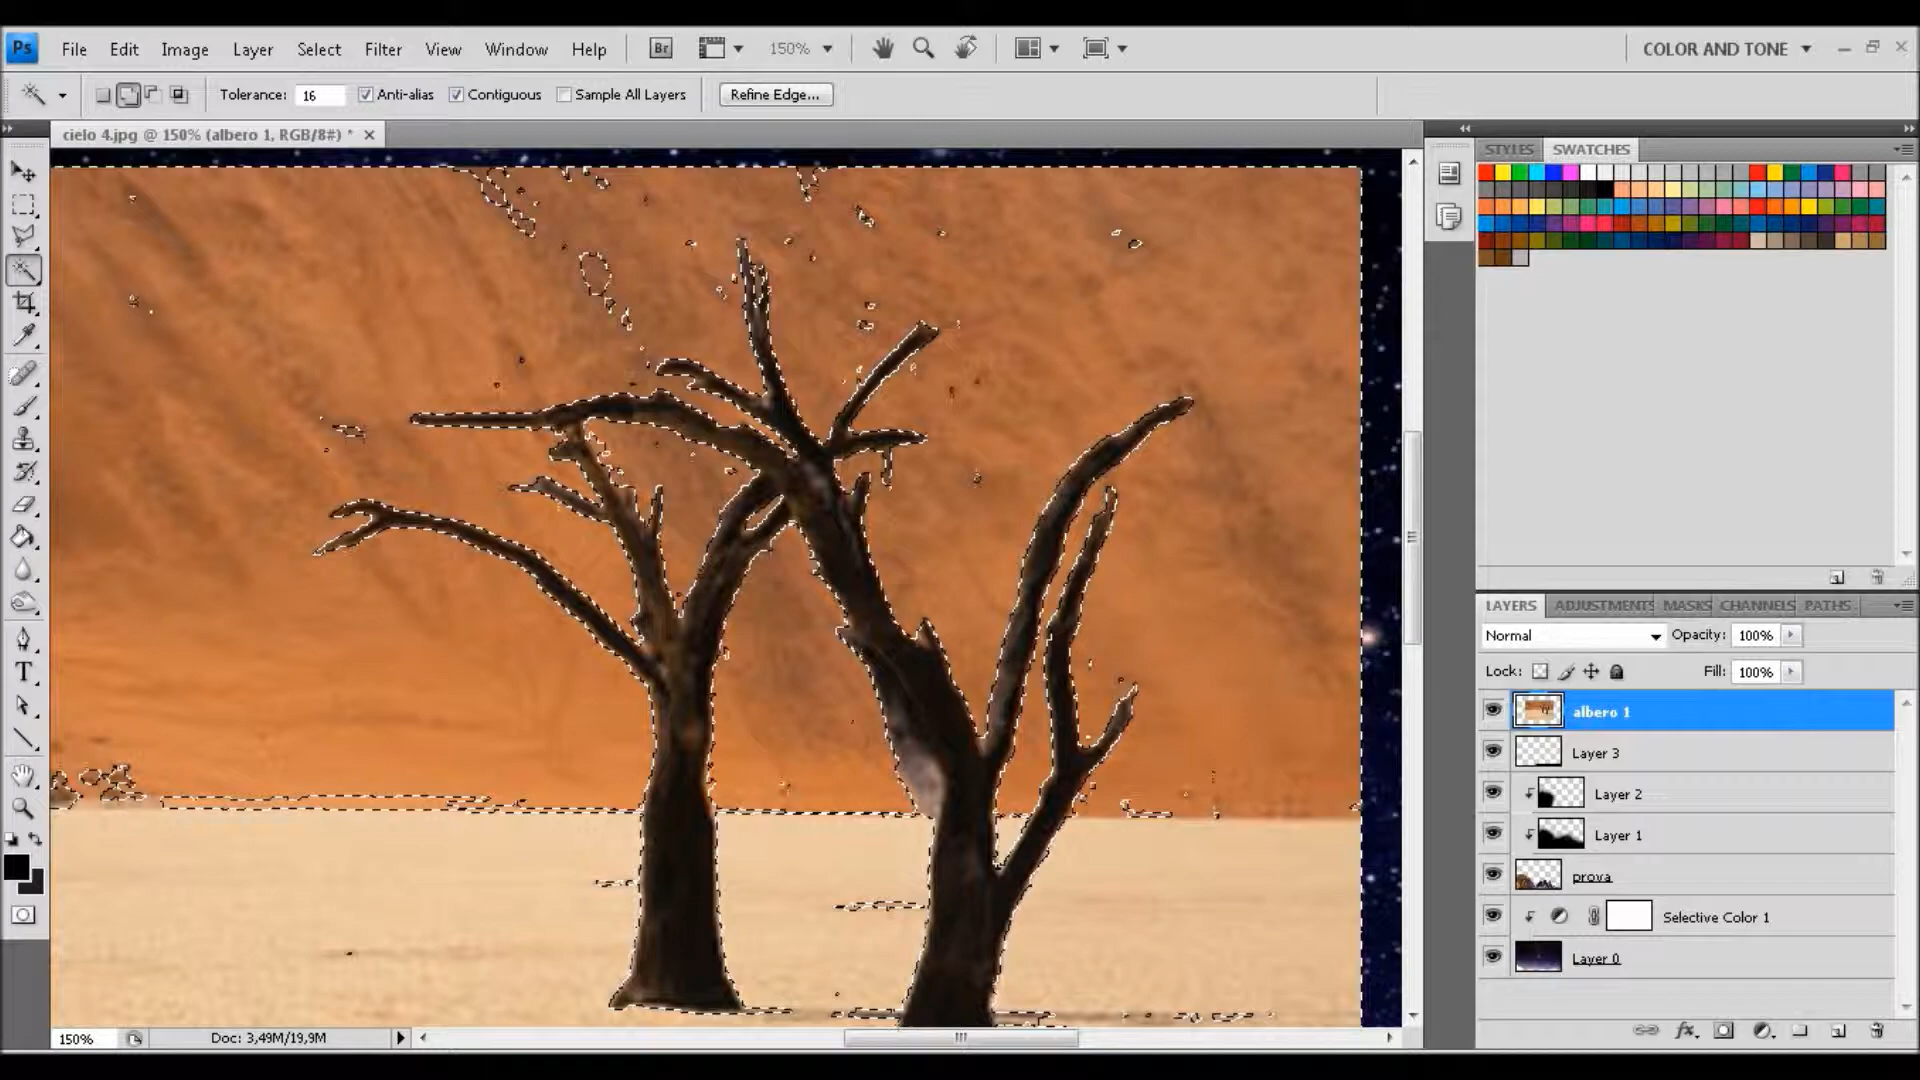 Ps File Edit Image Layer Select Filter View Window Help Br 150% COLOR AND TONE
Tolerance: 16 Anti-alias Contiguous Sample All Layers Refine Edge...
cielo 4.jpg @ 150% (albero 1, RGB/8#) *
STYLES SWATCHES
LAYERS ADJUSTMENTS MASKS CHANNELS PATHS
Normal Opacity: 100%
Lock: Fill: 100%
albero 1
Layer 3
Layer 2
Layer 1
prova
Selective Color 1
Layer 0
T
fx
150% Doc: 3,49M/19,9M